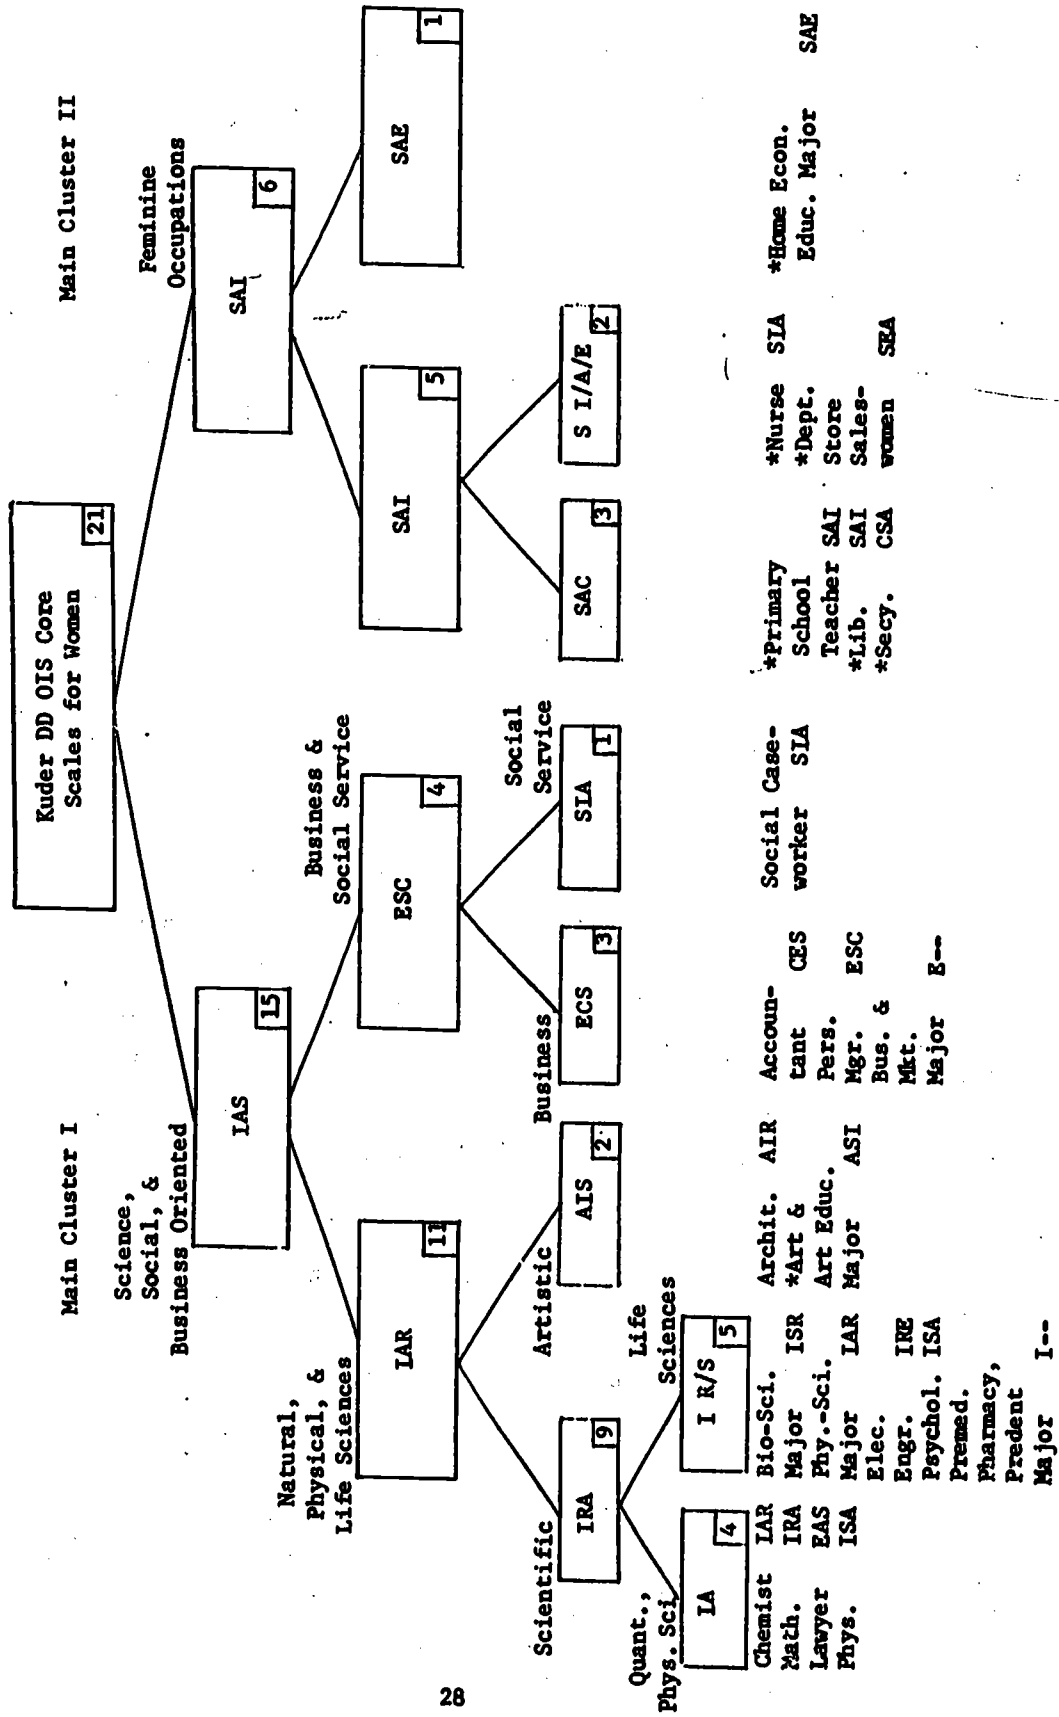 Main Cluster I
Main Cluster II
Kuder DD OIS Core
Scales for Women
21
Science,
Social, &
Business Oriented
IAS
15
Feminine
Occupations
SAI
6
Natural,
Physical, &
Life Sciences
IAR
11
Business &
Social Service
ESC
4
SAI
5
SAE
1
Scientific
IRA
9
Artistic
AIS
2
Business
ECS
3
Social
Service
SIA
1
SAC
3
S I/A/E
2
Quant.,
Phys. Sci.
IA
4
Life
Sciences
I R/S
5
Chemist IAR
Math. IRA
Lawyer EAS
Phys. ISA
Bio-Sci.
Major ISR
Phy.-Sci.
Major IAR
Elec.
Engr. IRE
Psychol. ISA
Premed.
Pharmacy,
Predent
Major I--
Archit. AIR
*Art &
Art Educ.
Major ASI
Accoun-
tant CES
Pers.
Mgr. ESC
Bus. &
Mkt.
Major E--
Social Case-
worker SIA
*Primary
School
Teacher SAI
*Lib. SAI
*Secy. CSA
*Nurse SIA
*Dept.
Store
Sales-
women SEA
*Home Econ.
Educ. Major SAE
28